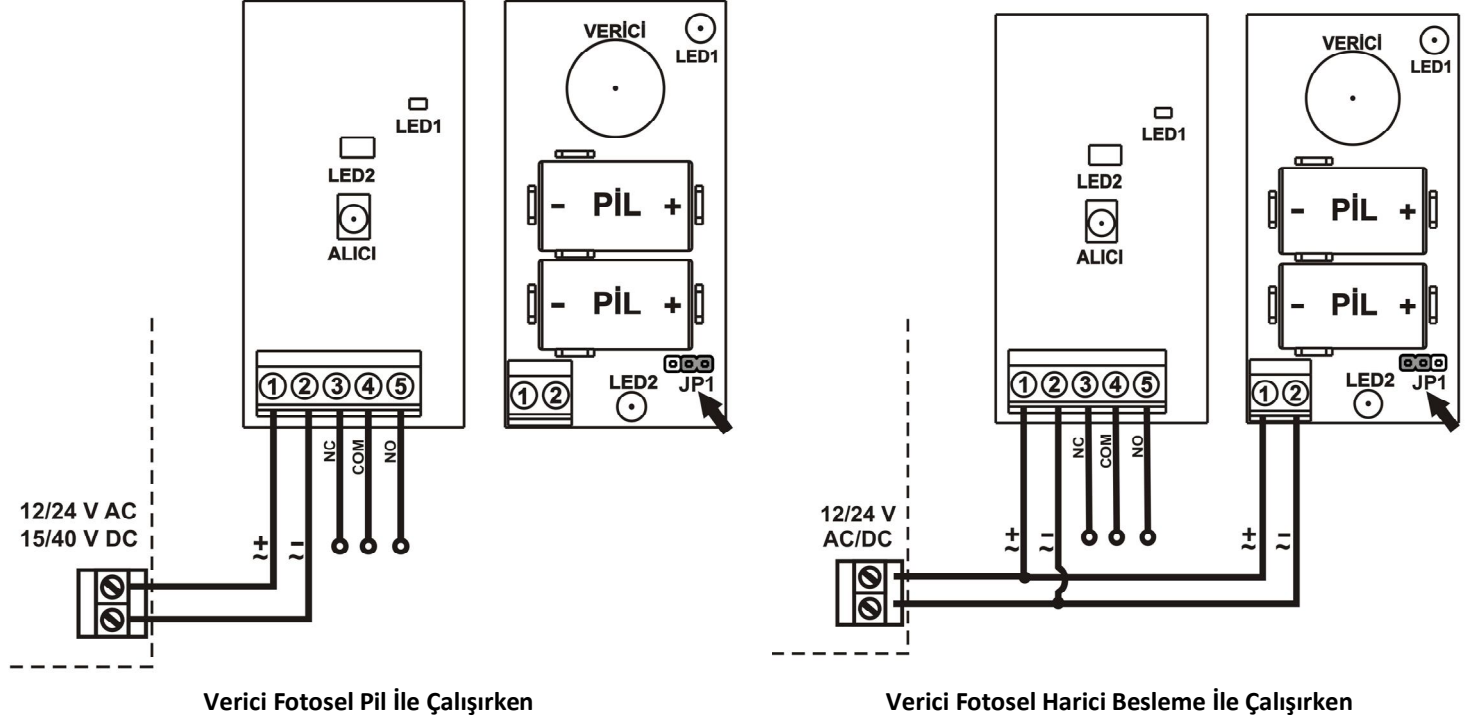 VERİCİ
LED1
LED1
LED2
ALICI
- PİL +
- PİL +
1 2 3 4 5
1 2
LED2
JP1
NC
COM
NO
12/24 V AC
15/40 V DC
+
~
-
~
Verici Fotosel Pil İle Çalışırken
VERİCİ
LED1
LED1
LED2
ALICI
- PİL +
- PİL +
1 2 3 4 5
1 2
LED2
JP1
NC
COM
NO
12/24 V
AC/DC
+
~
-
~
+
~
-
~
Verici Fotosel Harici Besleme İle Çalışırken